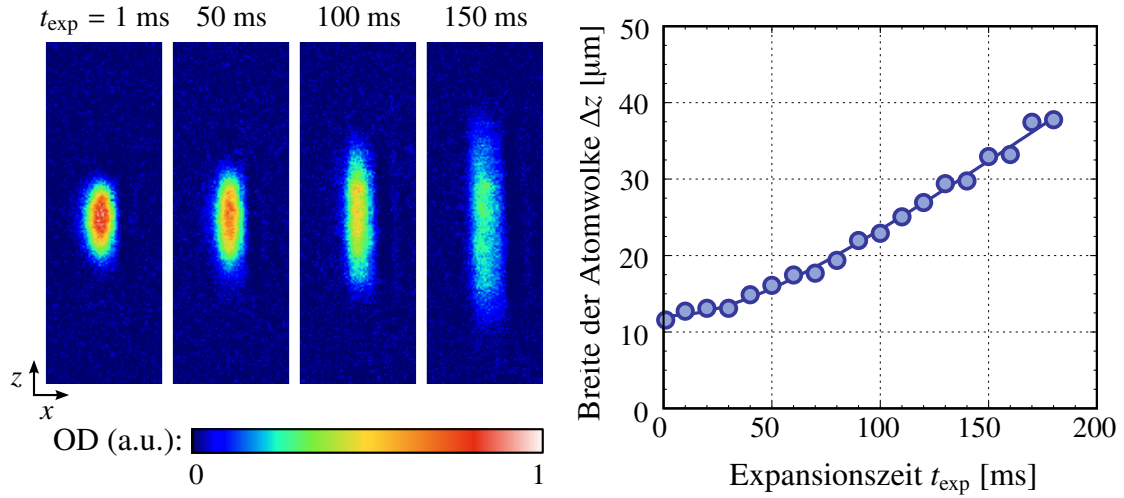 t_exp = 1 ms 50 ms 100 ms 150 ms
z
x
OD (a.u.):
0 1
Breite der Atomwolke Δz [μm]
50
40
30
20
10
0
0 50 100 150 200
Expansionszeit t_exp [ms]